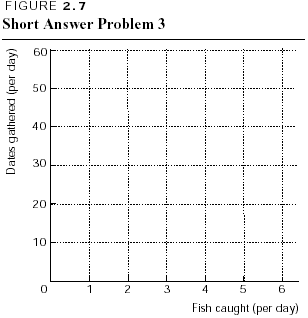 FIGURE 2.7
Short Answer Problem 3
Dates gathered (per day)
60
50
40
30
20
10
0 1 2 3 4 5 6
Fish caught (per day)